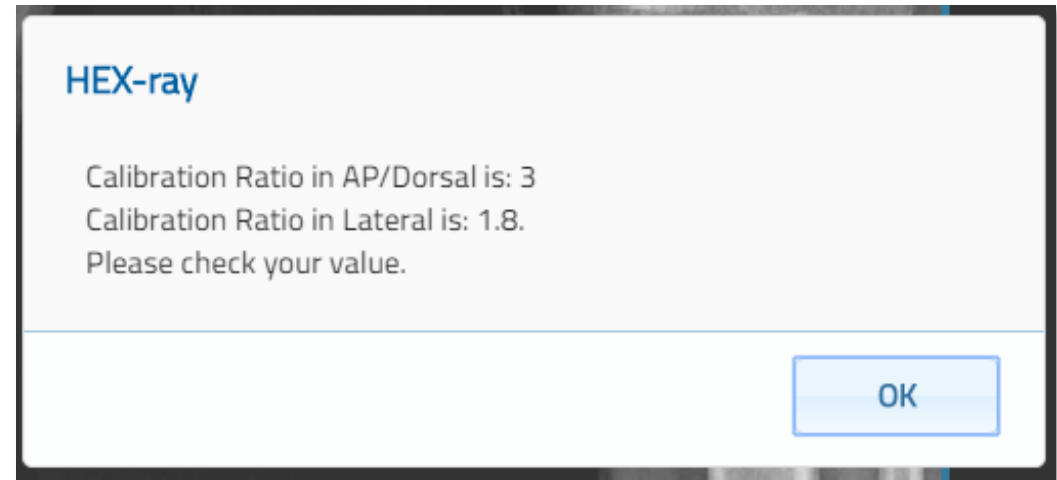 HEX-ray
Calibration Ratio in AP/Dorsal is: 3
Calibration Ratio in Lateral is: 1.8.
Please check your value.
OK